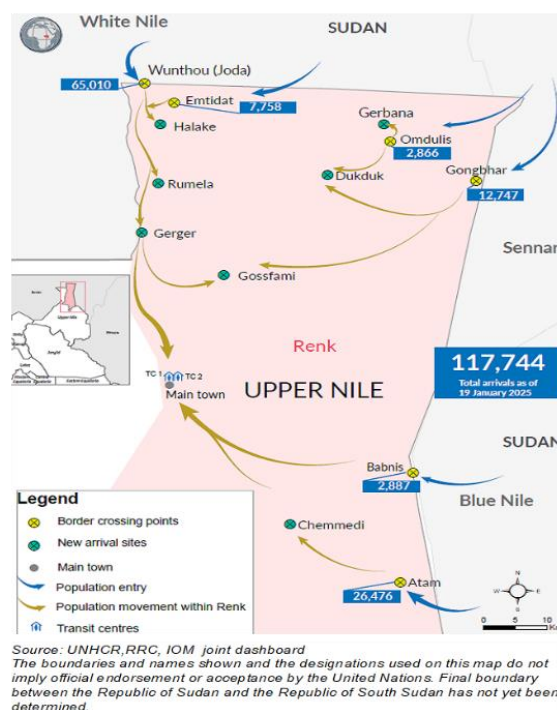 White Nile
SUDAN
Wunthou (Joda)
65,010
Emtidat
7,758
Halake
Gerbana
Omdulis
2,866
Gongbhar
12,747
Dukduk
Rumela
Sennar
Gerger
Gossfami
Renk
117,744
Total arrivals as of
19 January 2025
TC 1
TC 2
Main town
UPPER NILE
SUDAN
Babnis
2,887
Blue Nile
Legend
Border crossing points
New arrival sites
Main town
Population entry
Population movement within Renk
Transit centres
Chemmedi
Atam
26,476
N
W
E
S
0 5 10
Source: UNHCR,RRC, IOM joint dashboard
The boundaries and names shown and the designations used on this map do not
imply official endorsement or acceptance by the United Nations. Final boundary
between the Republic of Sudan and the Republic of South Sudan has not yet been
determined.